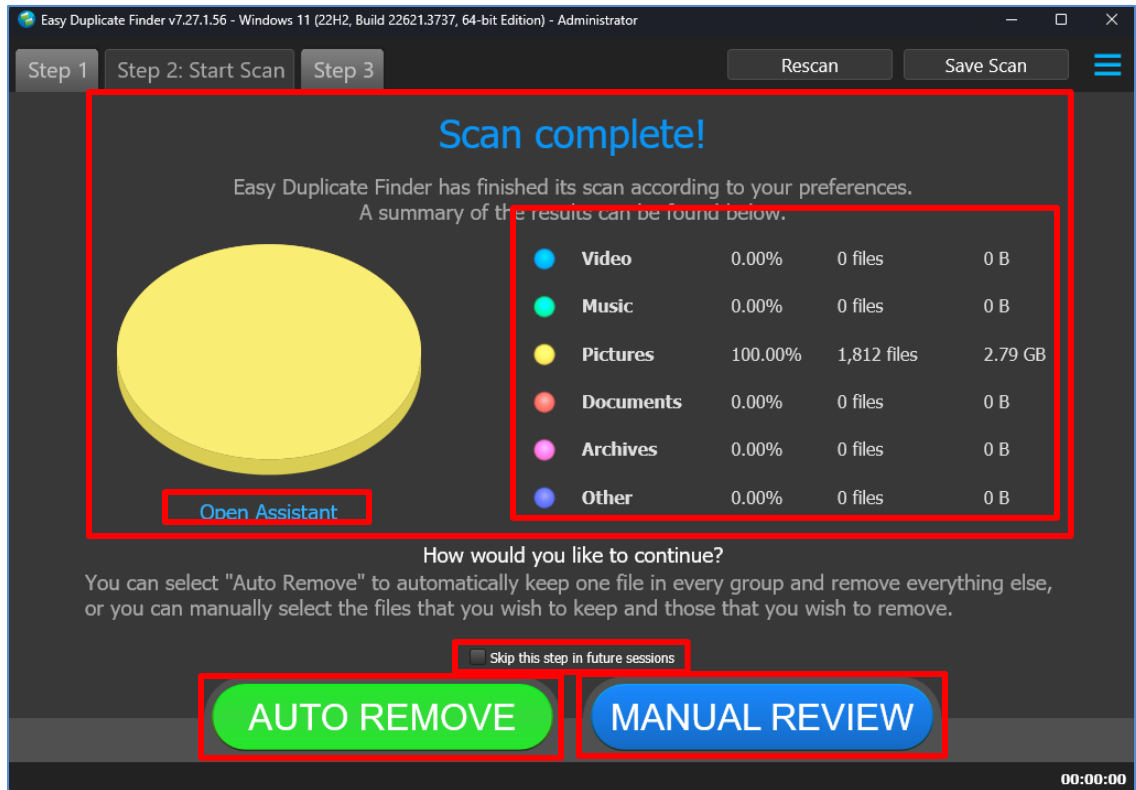 Easy Duplicate Finder v7.27.1.56 - Windows 11 (22H2, Build 22621.3737, 64-bit Edition) - Administrator
Step 1 Step 2: Start Scan Step 3 Rescan Save Scan
Scan complete!
Easy Duplicate Finder has finished its scan according to your preferences.
A summary of the results can be found below.
Video 0.00% 0 files 0 B
Music 0.00% 0 files 0 B
Pictures 100.00% 1,812 files 2.79 GB
Documents 0.00% 0 files 0 B
Archives 0.00% 0 files 0 B
Other 0.00% 0 files 0 B
Open Assistant
How would you like to continue?
You can select "Auto Remove" to automatically keep one file in every group and remove everything else,
or you can manually select the files that you wish to keep and those that you wish to remove.
Skip this step in future sessions
AUTO REMOVE MANUAL REVIEW
00:00:00